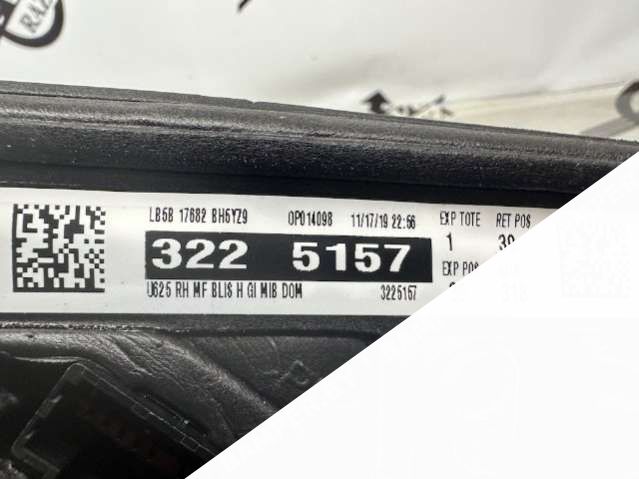 LB5B 17682 BH5YZ9 OP014098 11/17/19 22:56 EXP TOTE RET POS
322 5157 1
EXP POS
U625 RH MF BLIS H GI MIB DOM 3225157